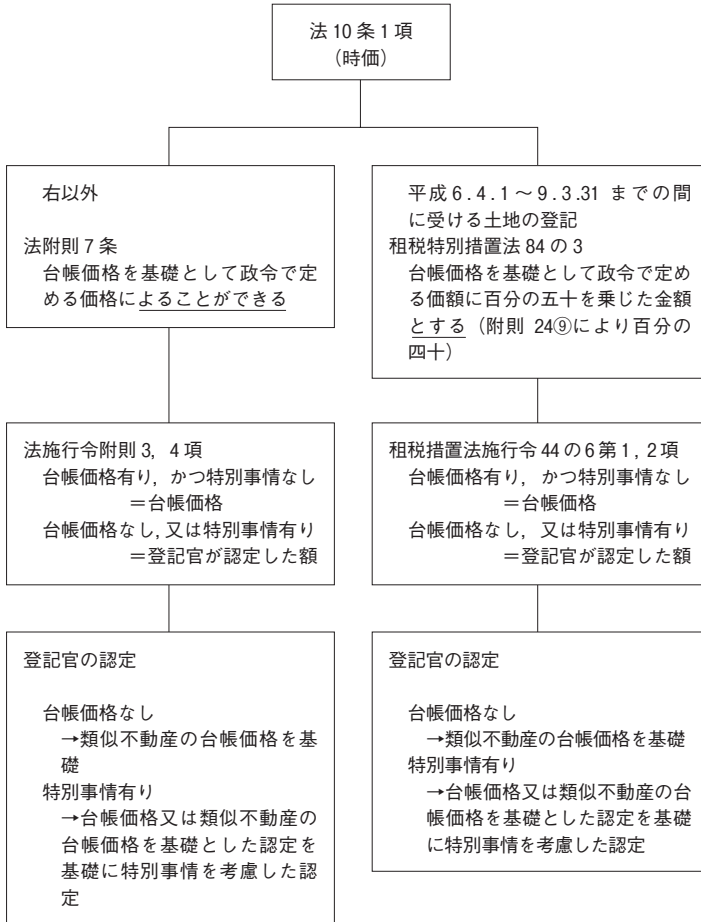 法10条1項
（時価）
右以外
法附則7条
台帳価格を基礎として政令で定
める価格によることができる
平成6.4.1～9.3.31までの間
に受ける土地の登記
租税特別措置法84の3
台帳価格を基礎として政令で定め
る価額に百分の五十を乗じた金額
とする（附則24⑨により百分の
四十）
法施行令附則3，4項
台帳価格有り，かつ特別事情なし
＝台帳価格
台帳価格なし，又は特別事情有り
＝登記官が認定した額
租税措置法施行令44の6第1，2項
台帳価格有り，かつ特別事情なし
＝台帳価格
台帳価格なし，又は特別事情有り
＝登記官が認定した額
登記官の認定
台帳価格なし
→類似不動産の台帳価格を基
礎
特別事情有り
→台帳価格又は類似不動産の
台帳価格を基礎とした認定を
基礎に特別事情を考慮した認
定
登記官の認定
台帳価格なし
→類似不動産の台帳価格を基礎
特別事情有り
→台帳価格又は類似不動産の台
帳価格を基礎とした認定を基礎
に特別事情を考慮した認定